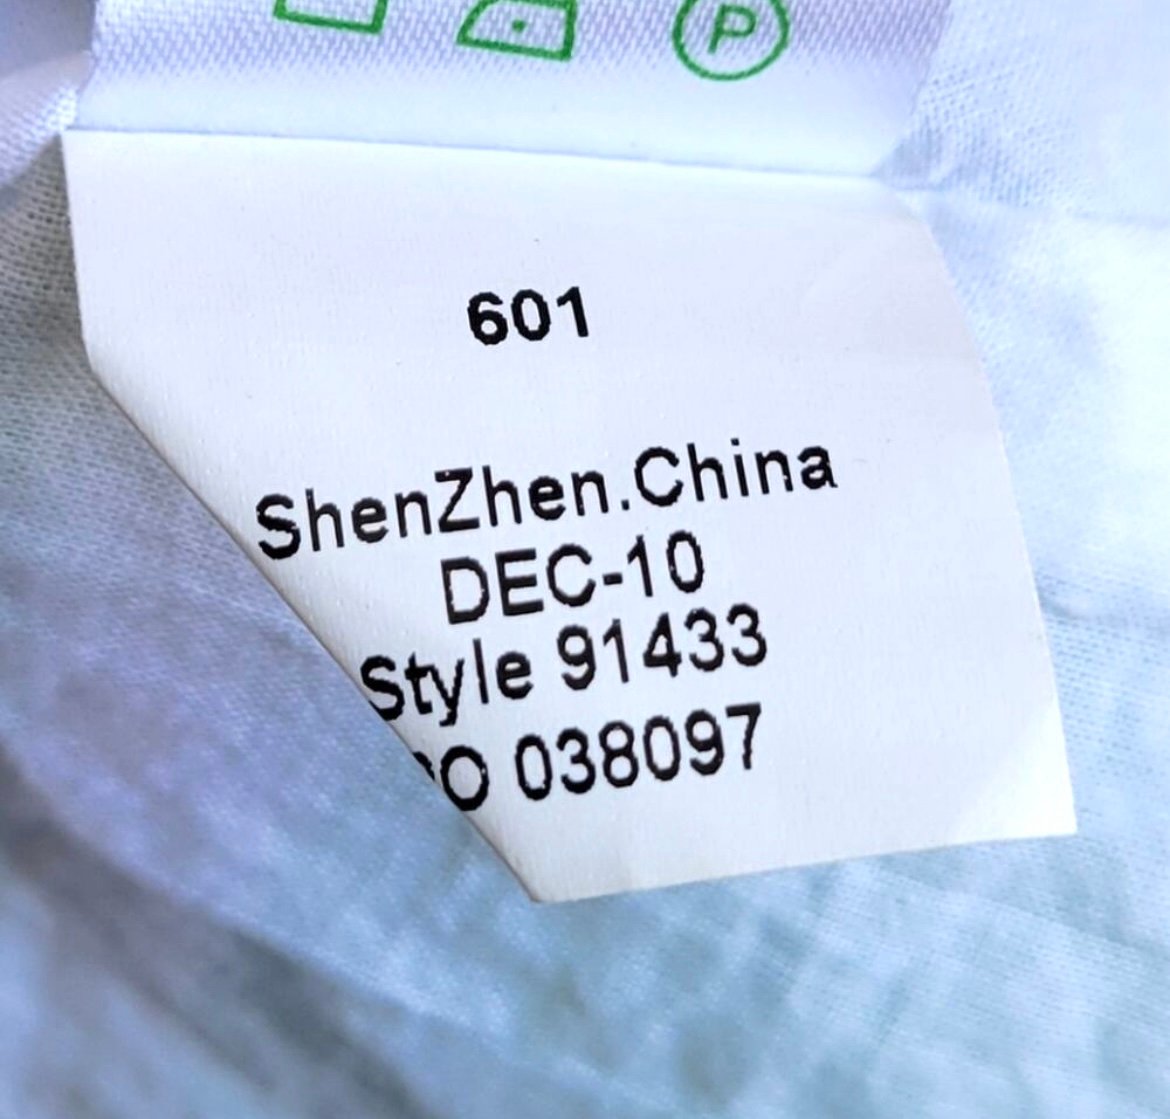 P
601
ShenZhen.China
DEC-10
Style 91433
038097